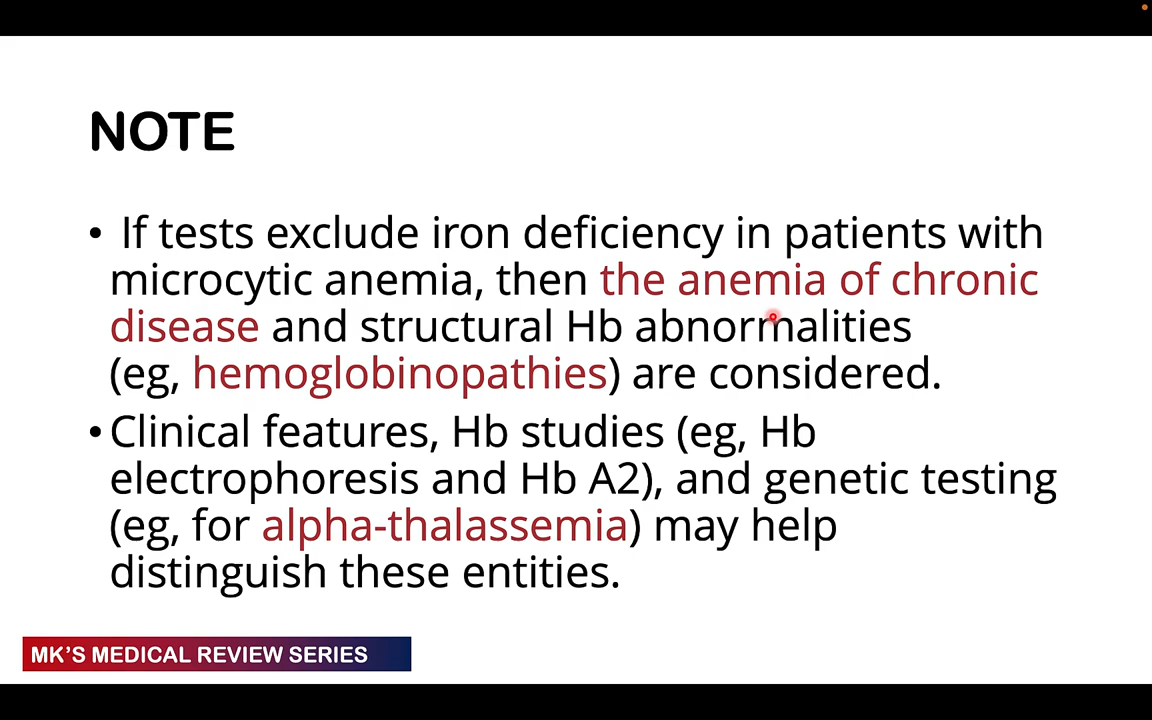 NOTE
• If tests exclude iron deficiency in patients with
microcytic anemia, then the anemia of chronic
disease and structural Hb abnormalities
(eg, hemoglobinopathies) are considered.
• Clinical features, Hb studies (eg, Hb
electrophoresis and Hb A2), and genetic testing
(eg, for alpha-thalassemia) may help
distinguish these entities.
MK'S MEDICAL REVIEW SERIES